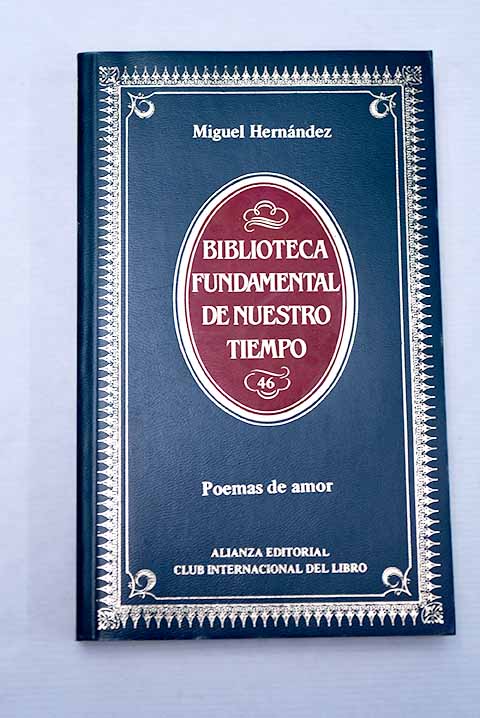 Miguel Hernández
BIBLIOTECA
FUNDAMENTAL
DE NUESTRO
TIEMPO
46
Poemas de amor
ALIANZA EDITORIAL
CLUB INTERNACIONAL DEL LIBRO